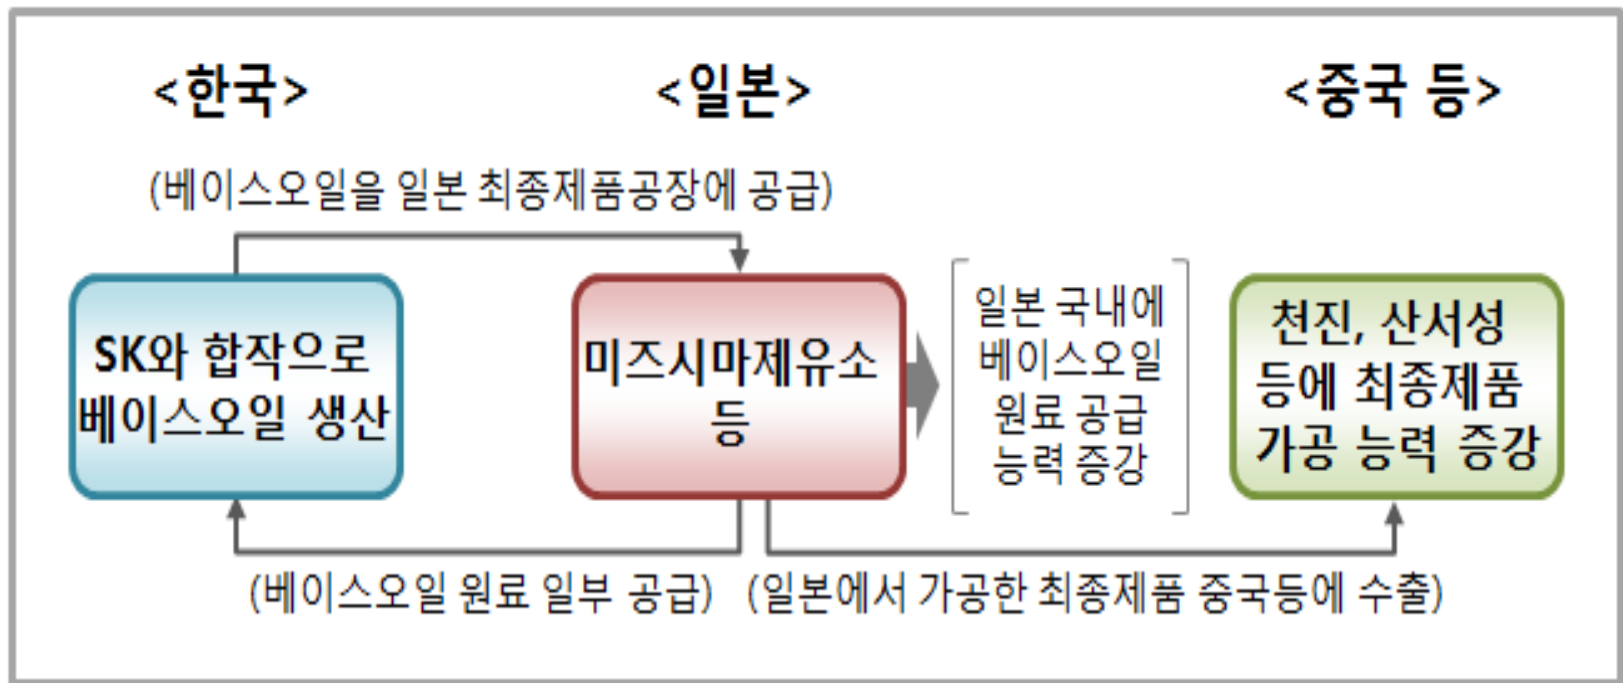 <한국>
<일본>
<중국 등>
(베이스오일을 일본 최종제품공장에 공급)
SK와 합작으로
베이스오일 생산
미즈시마제유소
등
일본 국내에
베이스오일
원료 공급
능력 증강
천진, 산서성
등에 최종제품
가공 능력 증강
(베이스오일 원료 일부 공급)
(일본에서 가공한 최종제품 중국등에 수출)